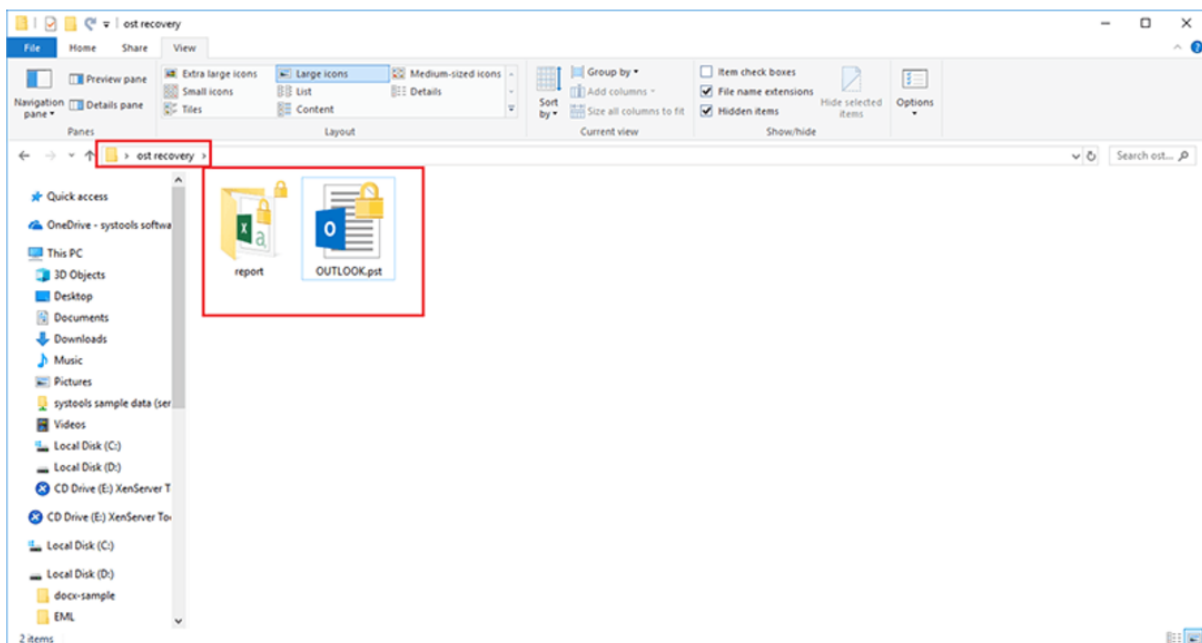 ost recovery
File Home Share View
Navigation pane
Preview pane
Details pane
Panes
Extra large icons Large icons Medium-sized icons
Small icons List Details
Tiles Content
Layout
Sort by
Group by
Add columns
Size all columns to fit
Current view
Item check boxes
File name extensions
Hidden items
Hide selected items
Show/hide
Options
ost recovery
Search ost...
Quick access
OneDrive - systools softwa
This PC
3D Objects
Desktop
Documents
Downloads
Music
Pictures
systools sample data (ser
Videos
Local Disk (C:)
Local Disk (D:)
CD Drive (E:) XenServer T
CD Drive (E:) XenServer To
Local Disk (C:)
Local Disk (D:)
docx-sample
EML
report
OUTLOOK.pst
2 items